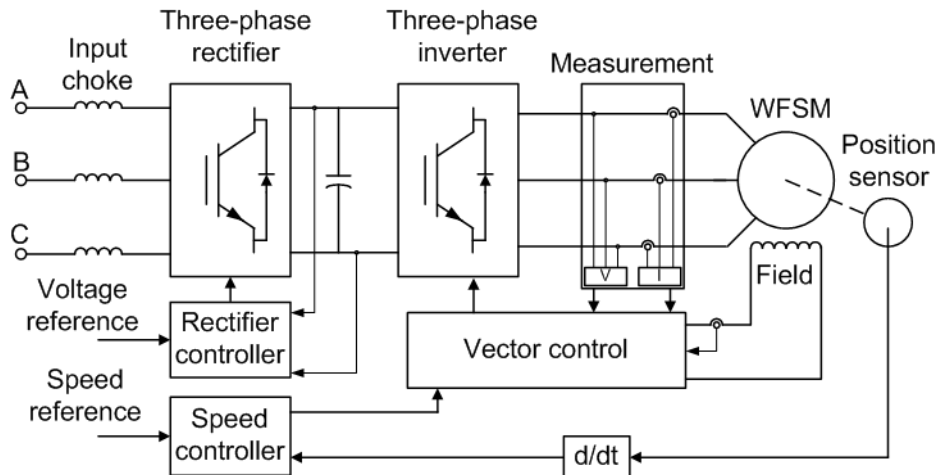 Three-phase
rectifier
Three-phase
inverter
Input
choke
Measurement
WFSM
Position
sensor
A
B
C
V
I
Field
Voltage
reference
Rectifier
controller
Vector control
Speed
reference
Speed
controller
d/dt